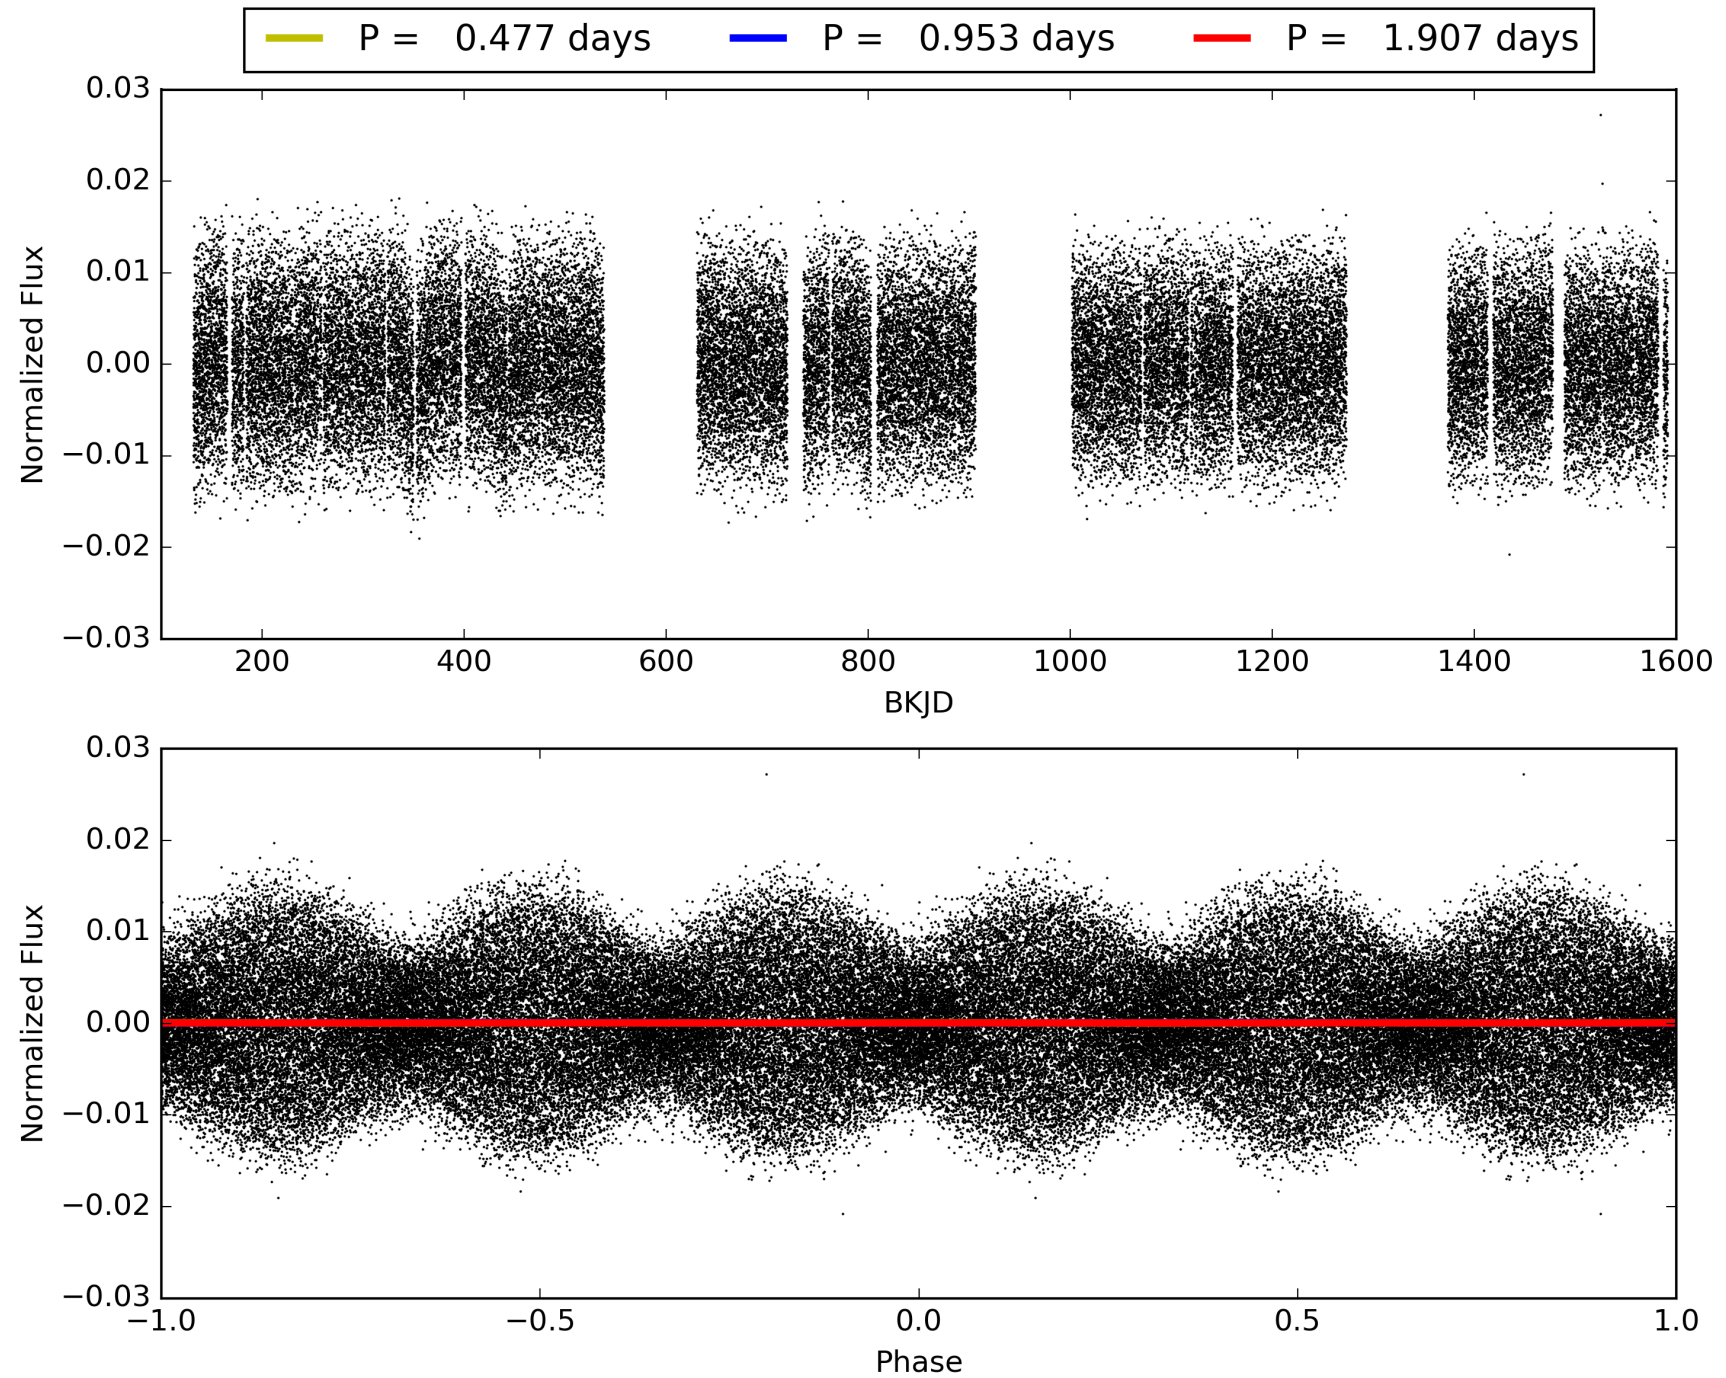 P = 0.477 days P = 0.953 days P = 1.907 days
0.03
0.02
0.01
0.00
−0.01
−0.02
−0.03
Normalized Flux
200 400 600 800 1000 1200 1400 1600
BKJD
0.03
0.02
0.01
0.00
−0.01
−0.02
−0.03
Normalized Flux
−1.0 −0.5 0.0 0.5 1.0
Phase